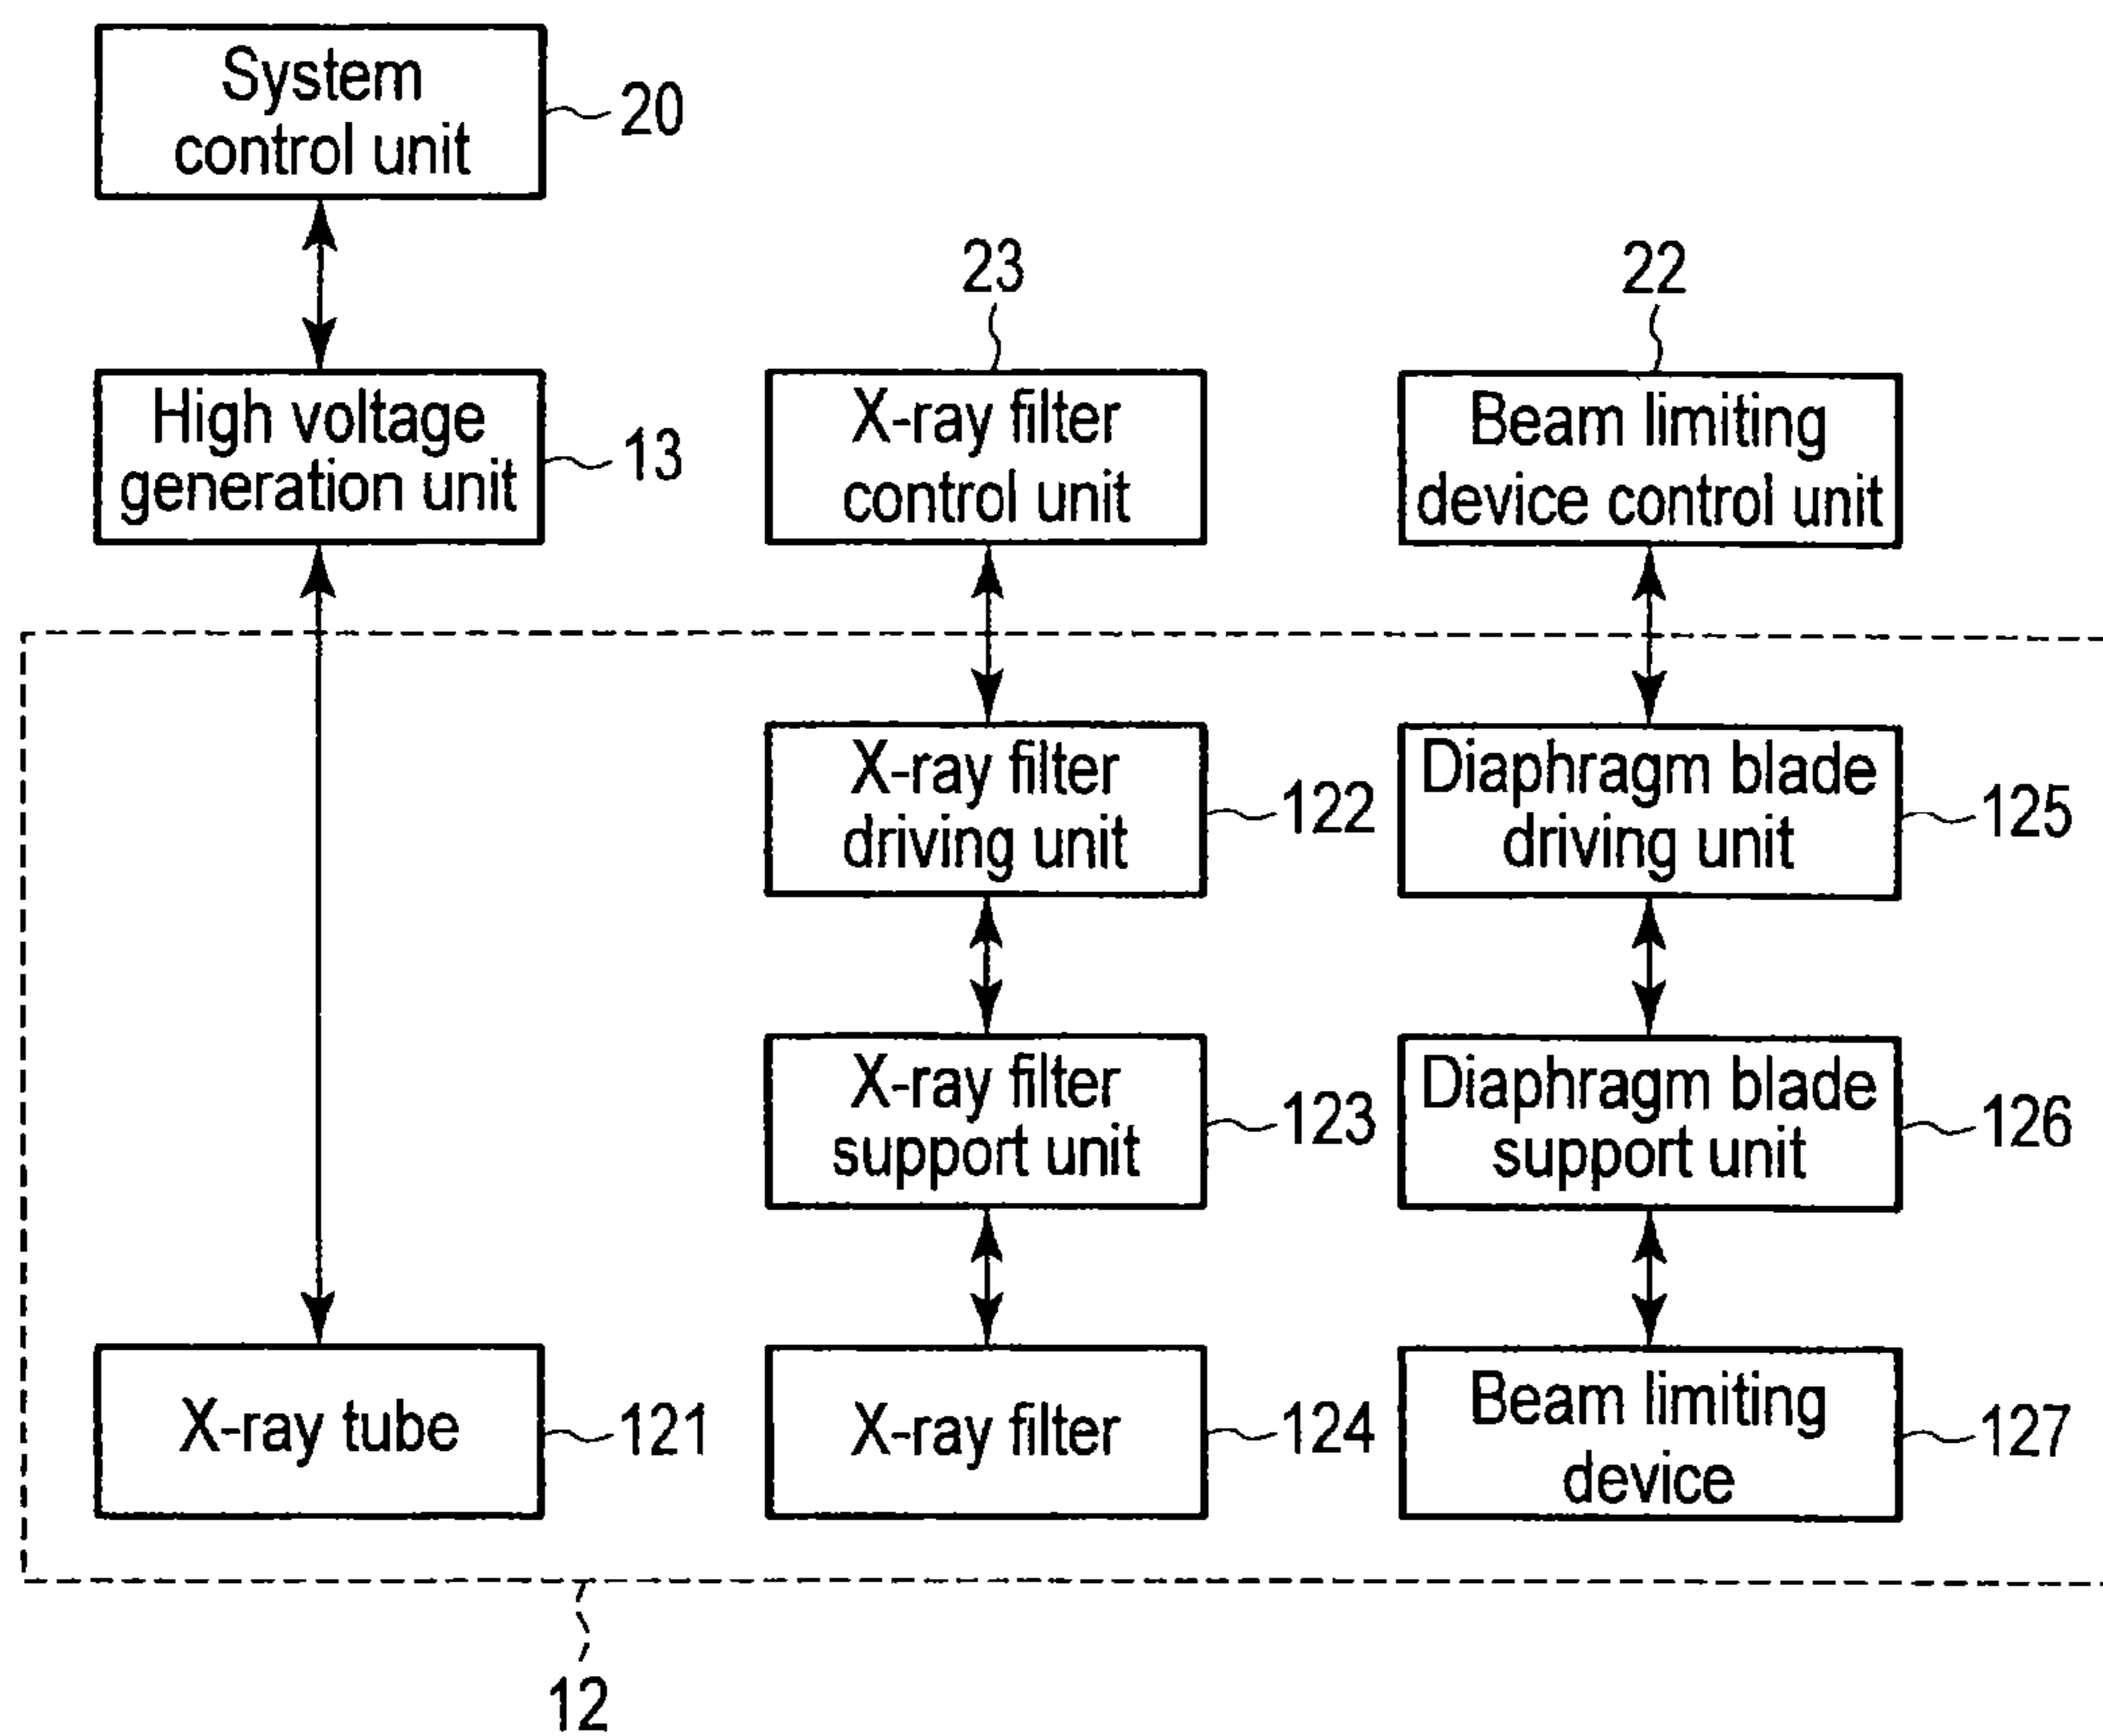 System
control unit
20
23
22
High voltage
generation unit
13
X-ray filter
control unit
Beam limiting
device control unit
X-ray filter
driving unit
122
Diaphragm blade
driving unit
125
X-ray filter
support unit
123
Diaphragm blade
support unit
126
X-ray tube
121
X-ray filter
124
Beam limiting
device
127
12